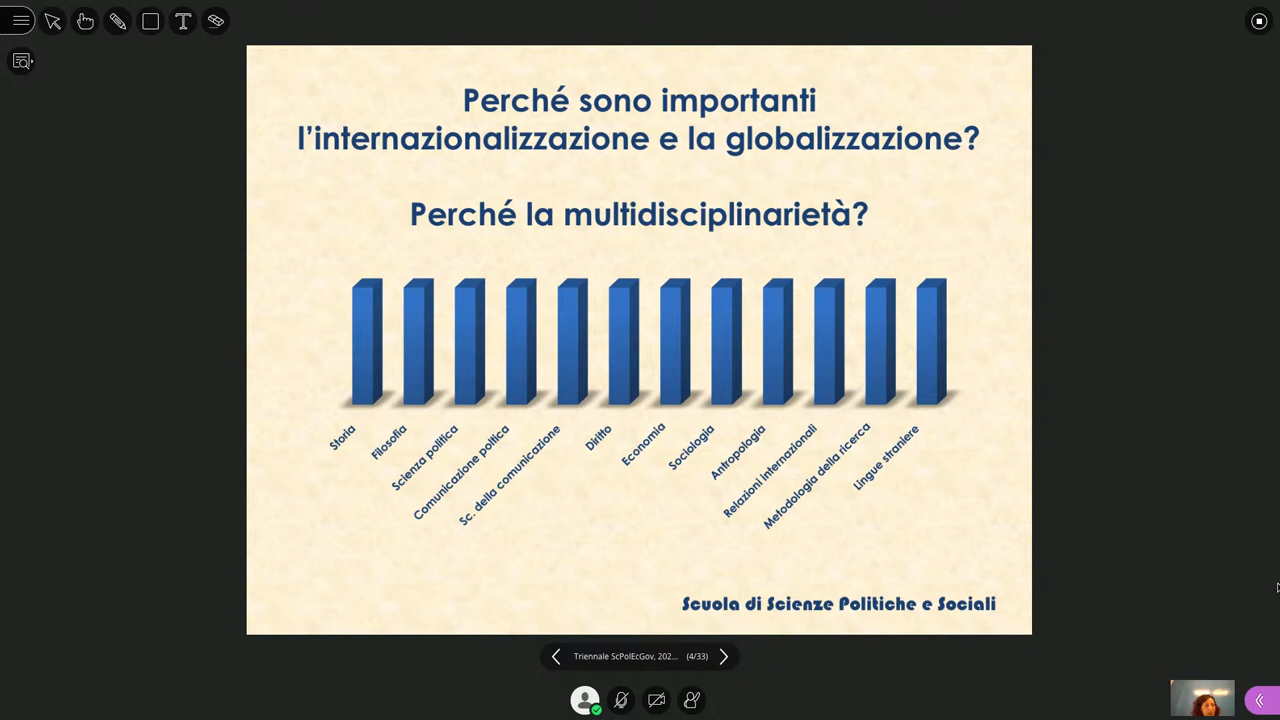 Perché sono importanti
l’internazionalizzazione e la globalizzazione?
Perché la multidisciplinarietà?
Storia
Filosofia
Scienza politica
Comunicazione poltica
Sc. della comunicazione
Diritto
Economia
Sociologia
Antropologia
Relazioni internazionali
Metodologia della ricerca
Lingue straniere
Scuola di Scienze Politiche e Sociali
Triennale ScPolEcGov, 202... (4/33)